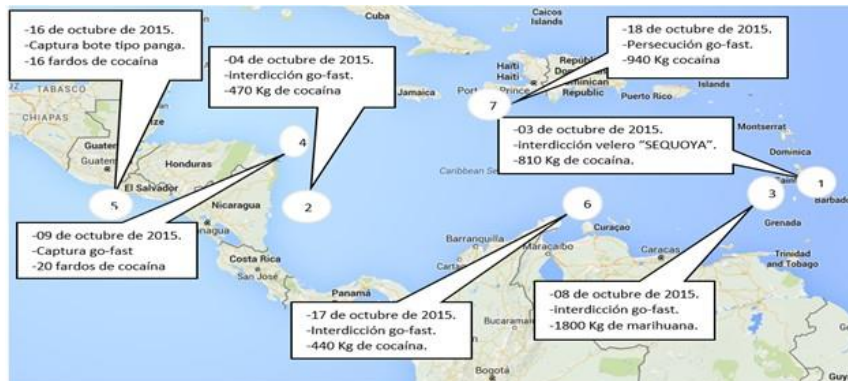 -16 de octubre de 2015.
-Captura bote tipo panga.
-16 fardos de cocaína
-04 de octubre de 2015.
-interdicción go-fast.
-470 Kg de cocaína
-18 de octubre de 2015.
-Persecución go-fast.
-940 Kg cocaína
-03 de octubre de 2015.
-interdicción velero "SEQUOYA".
-810 Kg de cocaína.
-09 de octubre de 2015.
-Captura go-fast
-20 fardos de cocaína
-17 de octubre de 2015.
-Interdicción go-fast.
-440 Kg de cocaína.
-08 de octubre de 2015.
-interdicción go-fast.
-1800 Kg de marihuana.
1
2
3
4
5
6
7
Cuba
Caicos
Islands
TABASCO
CHIAPAS
Jamaica
Haïti
Haiti
Puerto Rico
Islands
Montserrat
Dominica
Grenada
Trinidad
and Tobago
Caribbean Se
Honduras
El Salvador
Nicaragua
Costa Rica
San José
Panamá
Barranquilla
Maracaibo
Curaçao
Caracas
Bucaraman
Bogotá